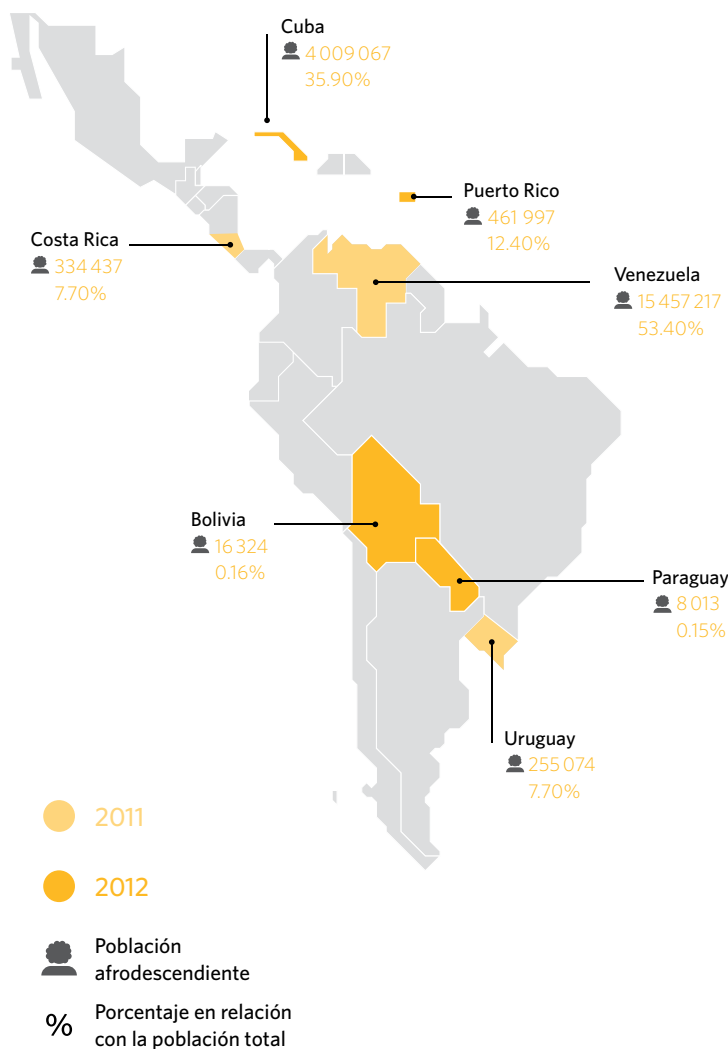 Cuba
4 009 067
35.90%
Puerto Rico
461 997
12.40%
Costa Rica
334 437
7.70%
Venezuela
15 457 217
53.40%
Bolivia
16 324
0.16%
Paraguay
8 013
0.15%
Uruguay
255 074
7.70%
2011
2012
Población
afrodescendiente
% Porcentaje en relación
con la población total